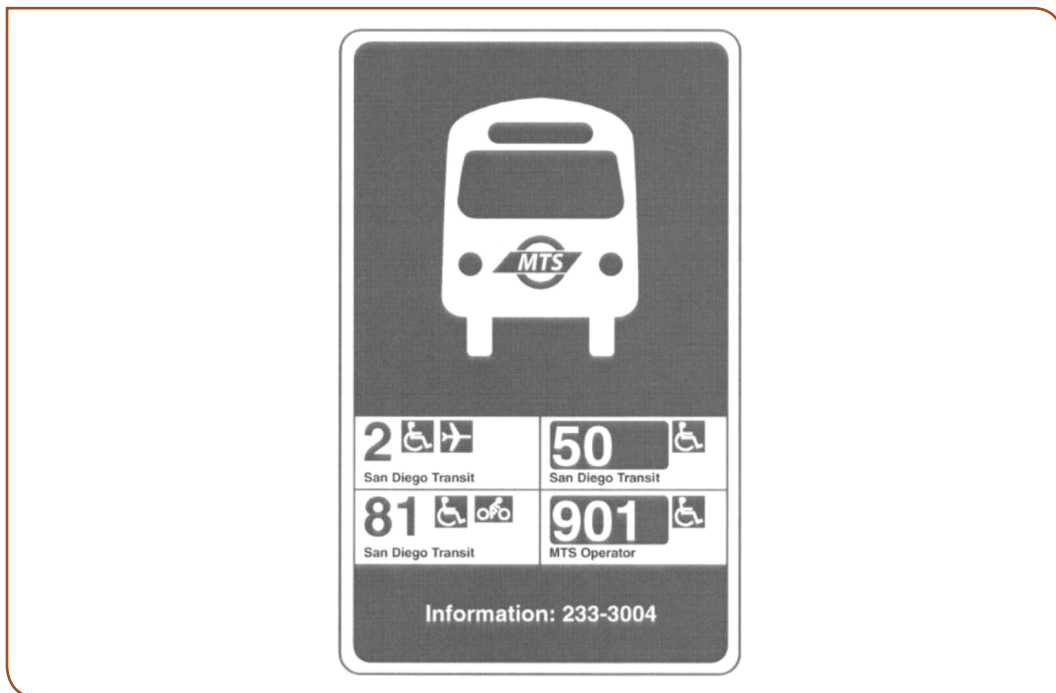 MTS
2
San Diego Transit
50
San Diego Transit
81
San Diego Transit
901
MTS Operator
Information: 233-3004